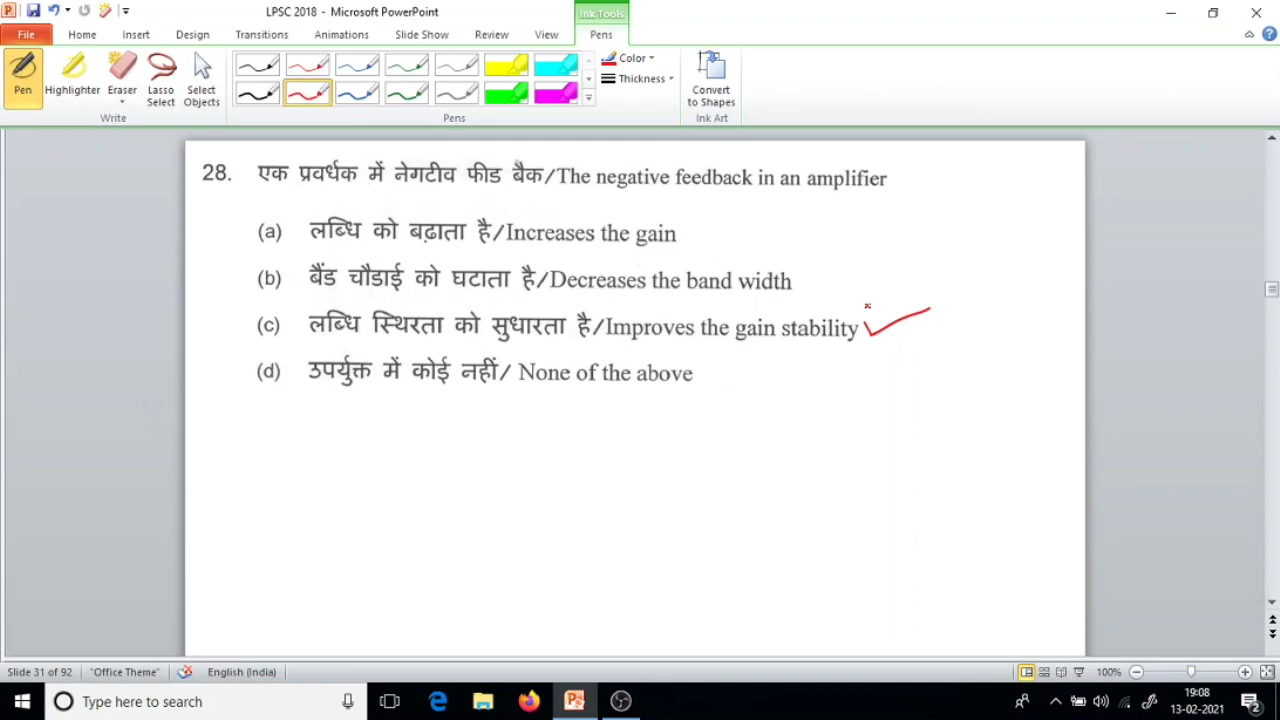 LPSC 2018 - Microsoft PowerPoint
Ink Tools
File Home Insert Design Transitions Animations Slide Show Review View Pens
Pen Highlighter Eraser Lasso Select Select Objects
Color
Thickness
Convert to Shapes
Write Pens Ink Art
28. एक प्रवर्धक में नेगटीव फीड बैक/The negative feedback in an amplifier
(a) लब्धि को बढ़ाता है/Increases the gain
(b) बैंड चौडाई को घटाता है/Decreases the band width
(c) लब्धि स्थिरता को सुधारता है/Improves the gain stability
(d) उपर्युक्त में कोई नहीं/ None of the above
Slide 31 of 92 "Office Theme" English (India) 100%
Type here to search
19:08
13-02-2021
2